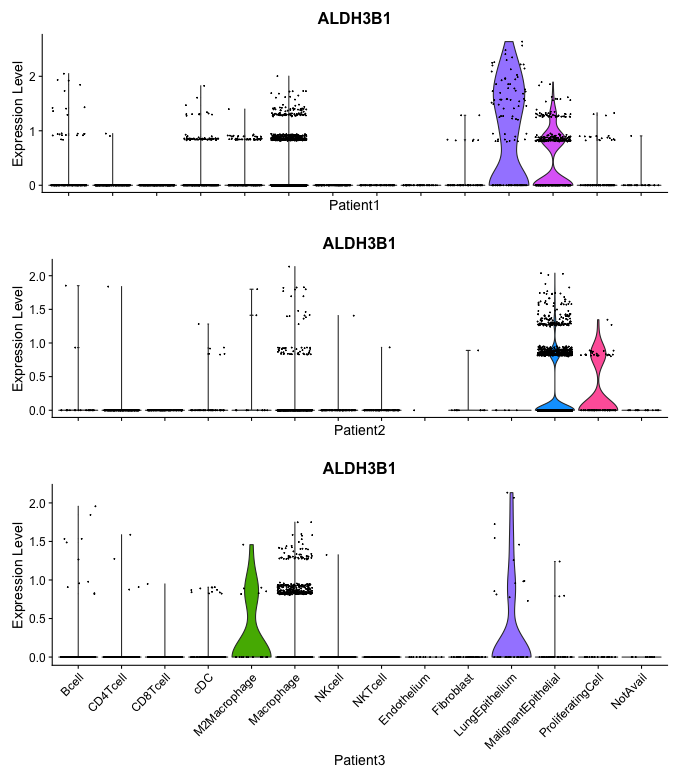 ALDH3B1
Expression Level
2
1
0
Patient1
ALDH3B1
Expression Level
2.0
1.5
1.0
0.5
0.0
Patient2
ALDH3B1
Expression Level
2.0
1.5
1.0
0.5
0.0
Bcell
CD4Tcell
CD8Tcell
cDC
M2Macrophage
Macrophage
NKcell
NKTcell
Endothelium
Fibroblast
LungEpithelium
MalignantEpithelial
ProliferatingCell
NotAvail
Patient3